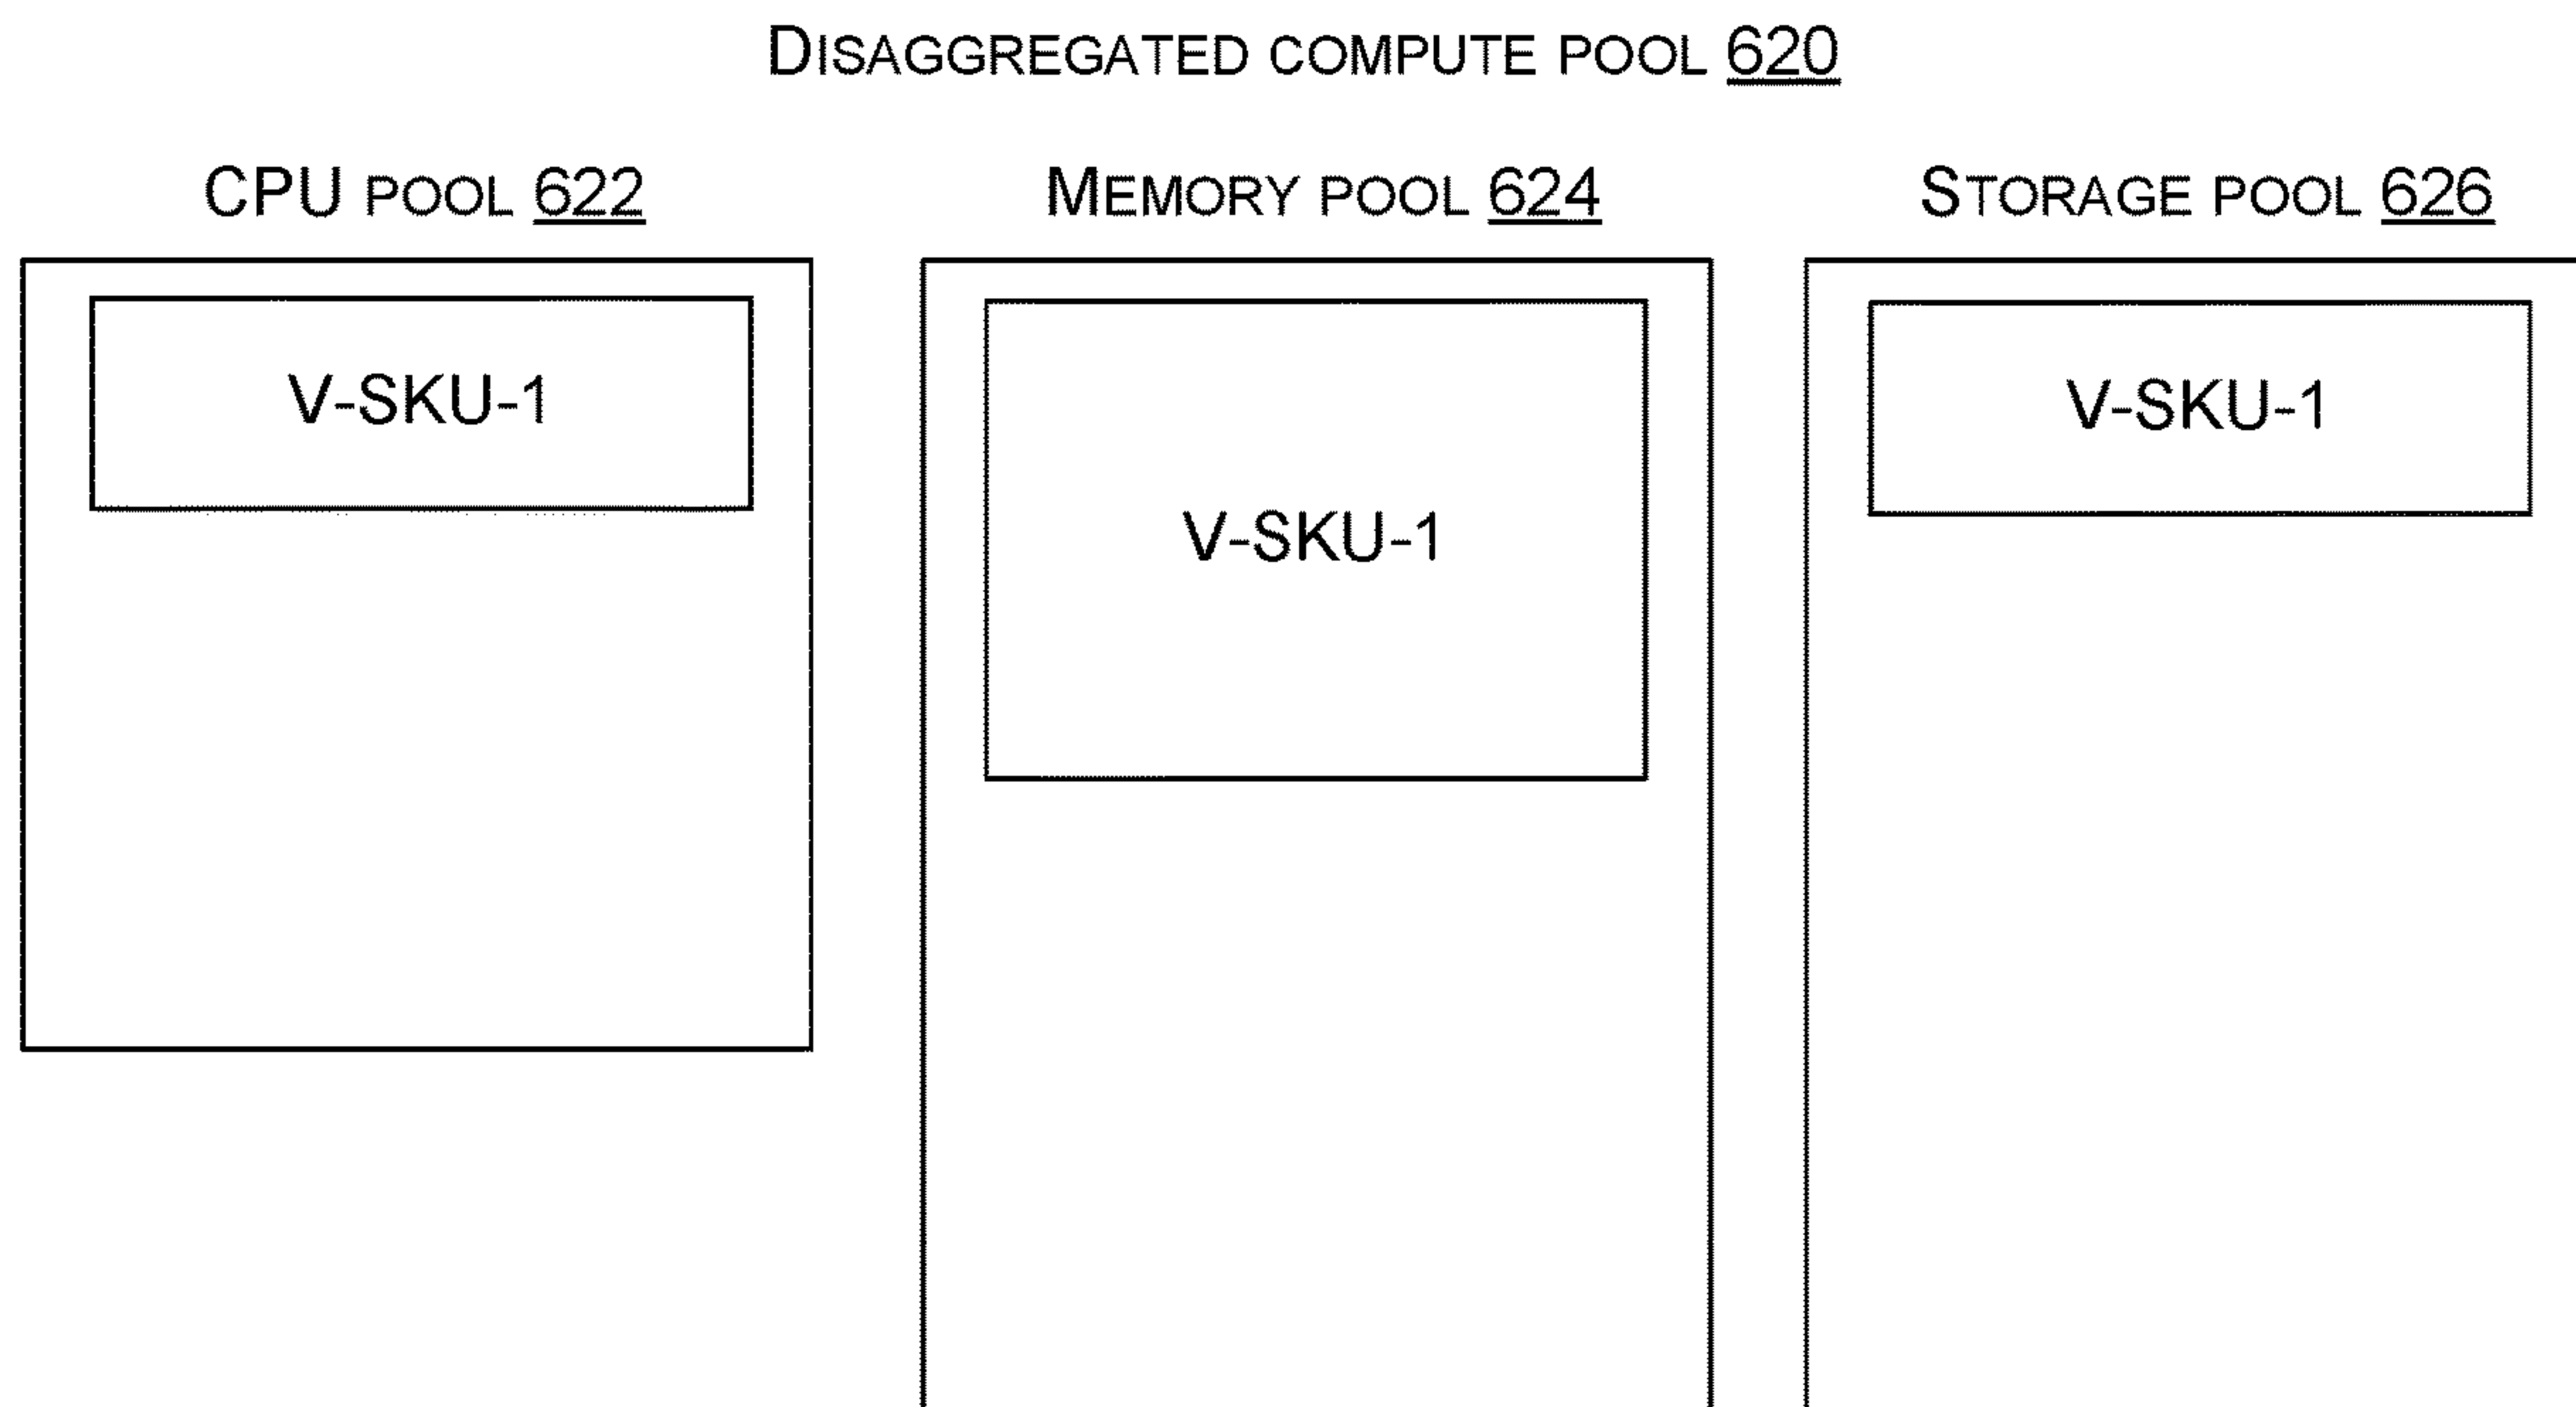 DISAGGREGATED COMPUTE POOL 620
CPU POOL 622
MEMORY POOL 624
STORAGE POOL 626
V-SKU-1
V-SKU-1
V-SKU-1